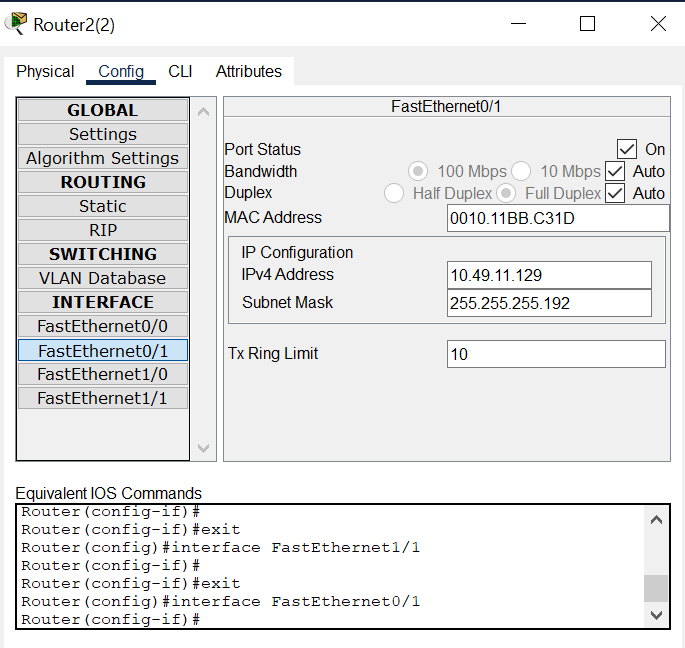 Router2(2)
Physical Config CLI Attributes
GLOBAL
Settings
Algorithm Settings
ROUTING
Static
RIP
SWITCHING
VLAN Database
INTERFACE
FastEthernet0/0
FastEthernet0/1
FastEthernet1/0
FastEthernet1/1
FastEthernet0/1
Port Status On
Bandwidth 100 Mbps 10 Mbps Auto
Duplex Half Duplex Full Duplex Auto
MAC Address 0010.11BB.C31D
IP Configuration
IPv4 Address 10.49.11.129
Subnet Mask 255.255.255.192
Tx Ring Limit 10
Equivalent IOS Commands
Router(config-if)#
Router(config-if)#exit
Router(config)#interface FastEthernet1/1
Router(config-if)#
Router(config-if)#exit
Router(config)#interface FastEthernet0/1
Router(config-if)#